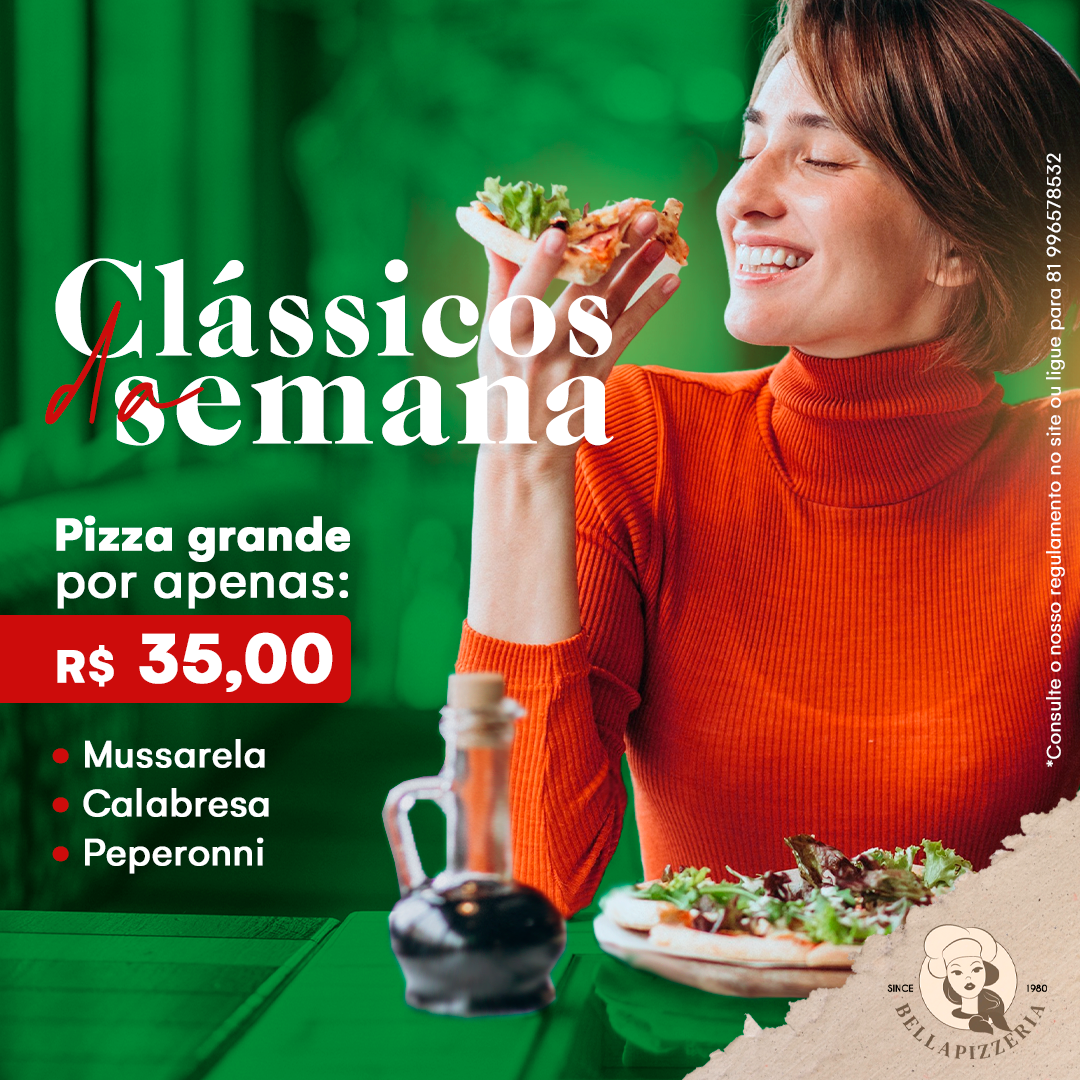 Clássicos
da
semana
Pizza grande
por apenas:
R$ 35,00
Mussarela
Calabresa
Peperonni
*Consulte o nosso regulamento no site ou ligue para 81 996578532
SINCE 1980
BELLAPIZZERIA